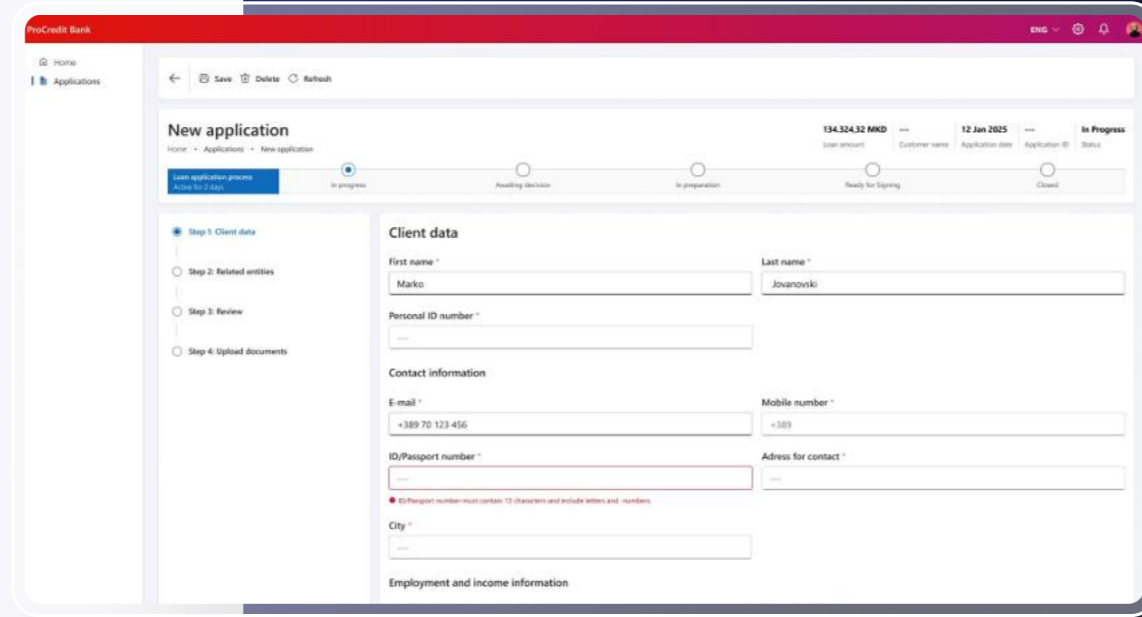 ProCredit Bank
ENG
Home
Applications
Save Delete Refresh
New application
Home • Applications • New application
134.324,32 MKD --- 12 Jan 2025 --- In Progress
Loan amount Customer name Application date Application ID Status
Loan application process
Active for 2 days
In progress Awaiting decision In preparation Ready for Signing Closed
Step 1: Client data
Step 2: Related entities
Step 3: Review
Step 4: Upload documents
Client data
First name * Last name *
Marko Jovanovski
Personal ID number *
---
Contact information
E-mail * Mobile number *
+389 70 123 456 +389
ID/Passport number * Adress for contact *
--- ---
ID/Passport number must contain 13 characters and include letters and numbers.
City *
---
Employment and income information